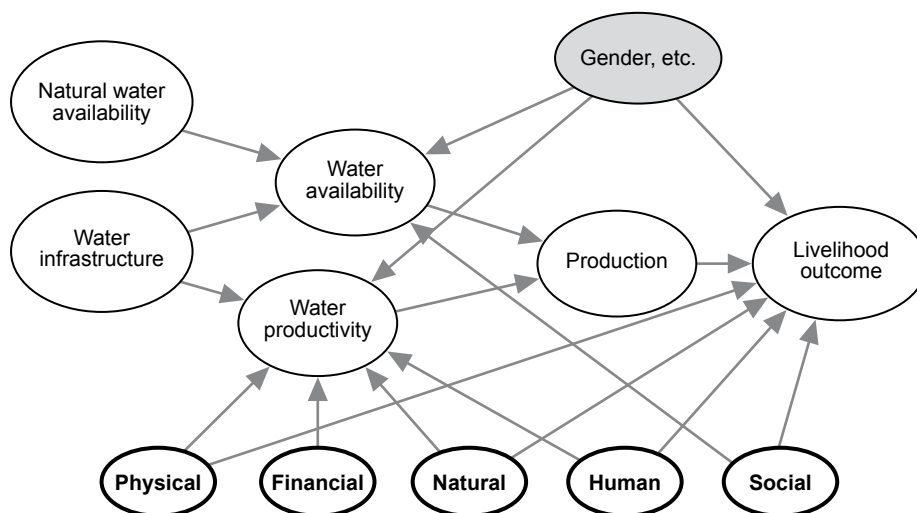 Gender, etc.
Natural water
availability
Water
availability
Water
infrastructure
Production
Livelihood
outcome
Water
productivity
Physical
Financial
Natural
Human
Social